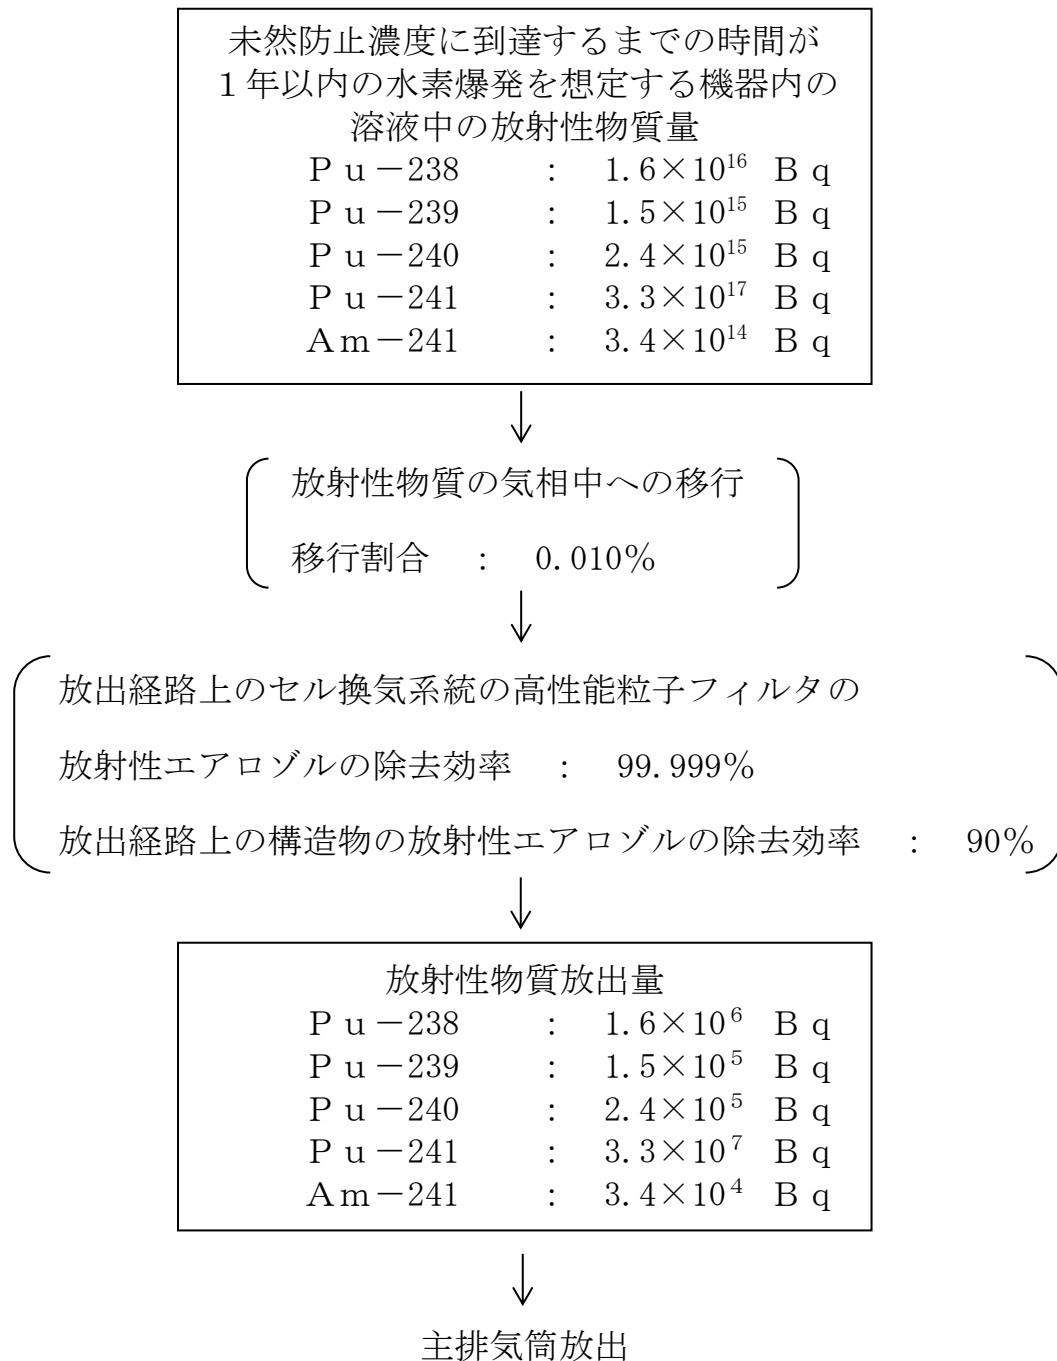 未然防止濃度に到達するまでの時間が
１年以内の水素爆発を想定する機器内の
溶液中の放射性物質量
Ｐｕ－238 : 1.6×10¹⁶ Ｂｑ
Ｐｕ－239 : 1.5×10¹⁵ Ｂｑ
Ｐｕ－240 : 2.4×10¹⁵ Ｂｑ
Ｐｕ－241 : 3.3×10¹⁷ Ｂｑ
Ａｍ－241 : 3.4×10¹⁴ Ｂｑ
放射性物質の気相中への移行
移行割合 : 0.010％
放出経路上のセル換気系統の高性能粒子フィルタの
放射性エアロゾルの除去効率 : 99.999％
放出経路上の構造物の放射性エアロゾルの除去効率 : 90％
放射性物質放出量
Ｐｕ－238 : 1.6×10⁶ Ｂｑ
Ｐｕ－239 : 1.5×10⁵ Ｂｑ
Ｐｕ－240 : 2.4×10⁵ Ｂｑ
Ｐｕ－241 : 3.3×10⁷ Ｂｑ
Ａｍ－241 : 3.4×10⁴ Ｂｑ
主排気筒放出